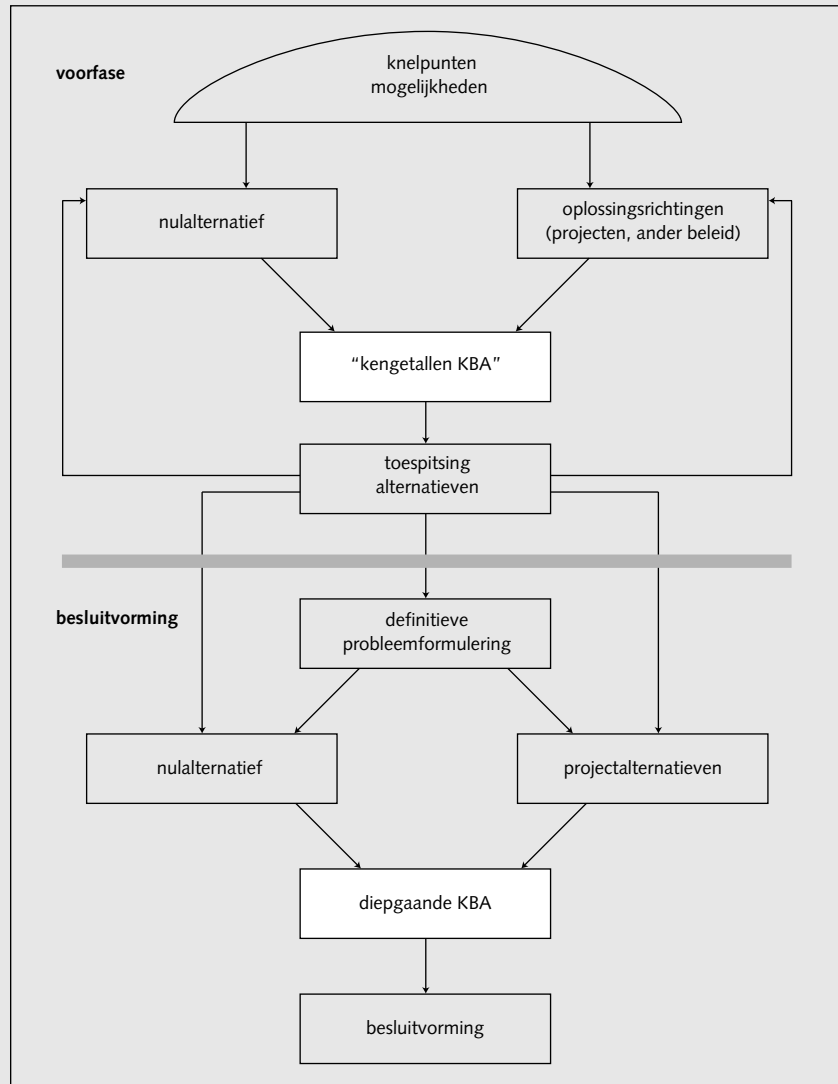 voorfase
knelpunten
mogelijkheden
nulalternatief
oplossingsrichtingen
(projecten, ander beleid)
“kengetallen KBA”
toespitsing
alternatieven
besluitvorming
definitieve
probleemformulering
nulalternatief
projectalternatieven
diepgaande KBA
besluitvorming